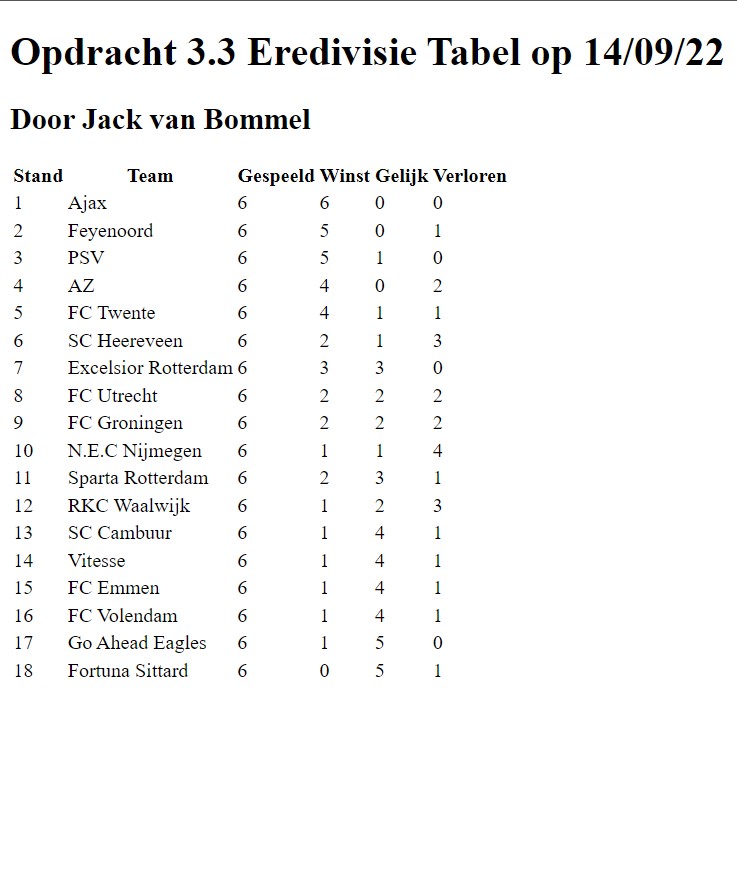 Opdracht 3.3 Eredivisie Tabel op 14/09/22
Door Jack van Bommel
Stand Team Gespeeld Winst Gelijk Verloren
1 Ajax 6 6 0 0
2 Feyenoord 6 5 0 1
3 PSV 6 5 1 0
4 AZ 6 4 0 2
5 FC Twente 6 4 1 1
6 SC Heereveen 6 2 1 3
7 Excelsior Rotterdam 6 3 3 0
8 FC Utrecht 6 2 2 2
9 FC Groningen 6 2 2 2
10 N.E.C Nijmegen 6 1 1 4
11 Sparta Rotterdam 6 2 3 1
12 RKC Waalwijk 6 1 2 3
13 SC Cambuur 6 1 4 1
14 Vitesse 6 1 4 1
15 FC Emmen 6 1 4 1
16 FC Volendam 6 1 4 1
17 Go Ahead Eagles 6 1 5 0
18 Fortuna Sittard 6 0 5 1